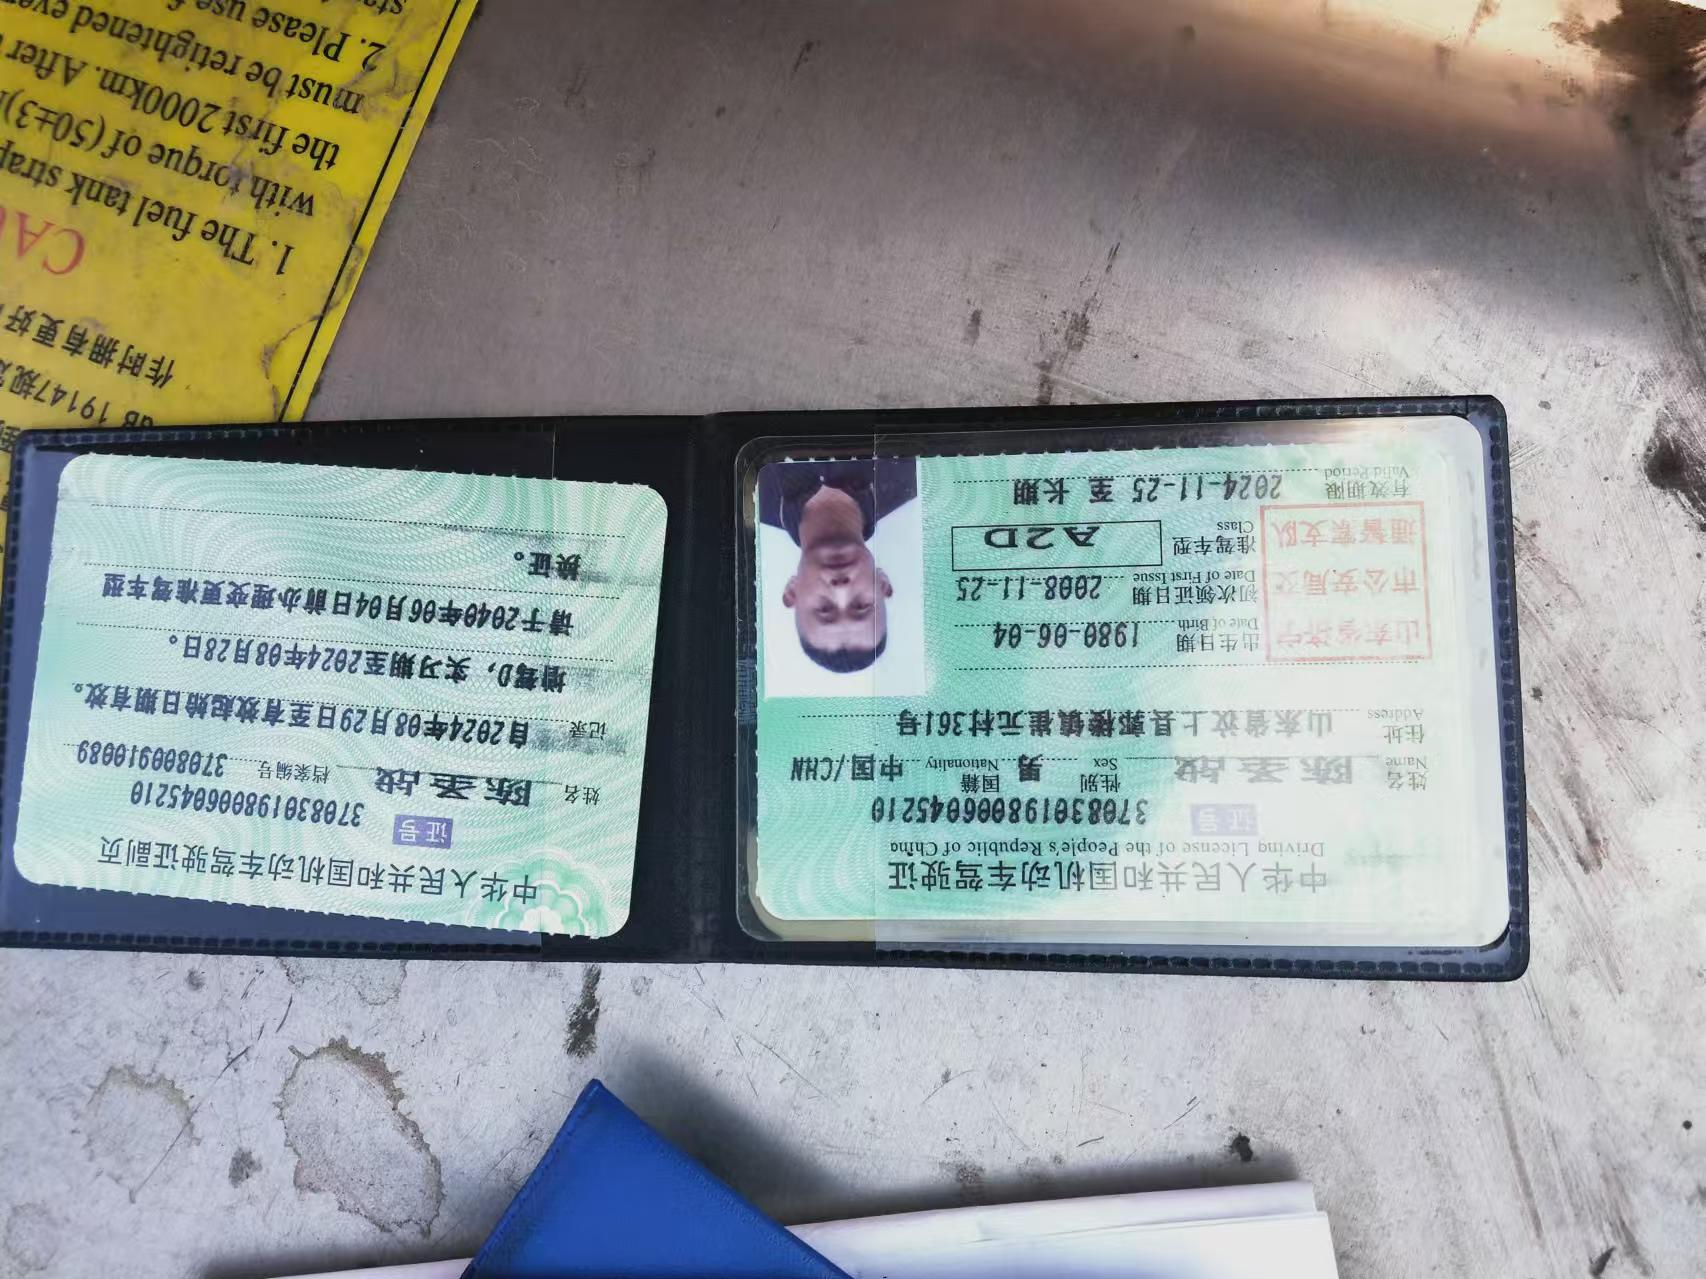 中华人民共和国机动车驾驶证
Driving License of the People's Republic of China
证号 370830198006045210
姓名 陈圣战 性别 男 国籍 中国/CHN
Name Sex Nationality
住址 山东省汶上县郭楼镇崔元村361号
Address
山东省济宁
市公安局交
通警察支队
出生日期 1980-06-04
Date of Birth
初次领证日期 2008-11-25
Date of First Issue
准驾车型 A2D
Class
有效期限 2024-11-25 至 长期
Valid Period
中华人民共和国机动车驾驶证副页
证号 370830198006045210
姓名 陈圣战 档案编号 370800910089
记录 自2024年08月29日至有效起始日期有效。
增驾D，实习期至2024年08月28日。
请于2040年06月04日前办理变更准驾车型
换证。
作时拥有更好
GB 19147规
1. The fuel tank strap
with torque of (50±3)
the first 2000km. After
must be retightened ever
2. Please use